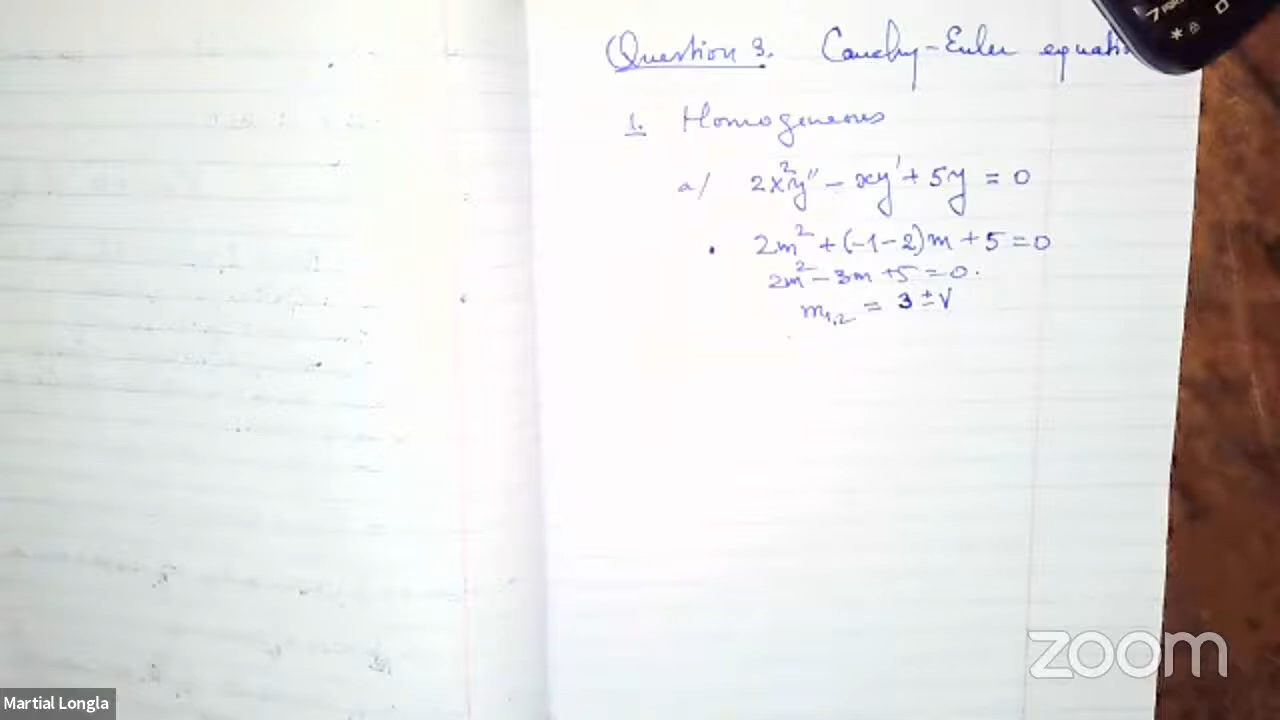 Question 3. Cauchy-Euler equati
1. Homogeneous
a/ 2x²y'' - xy' + 5y = 0
• 2m² + (-1-2)m + 5 = 0
2m² - 3m + 5 = 0.
m₁,₂ = 3 ± √
zoom
Martial Longla